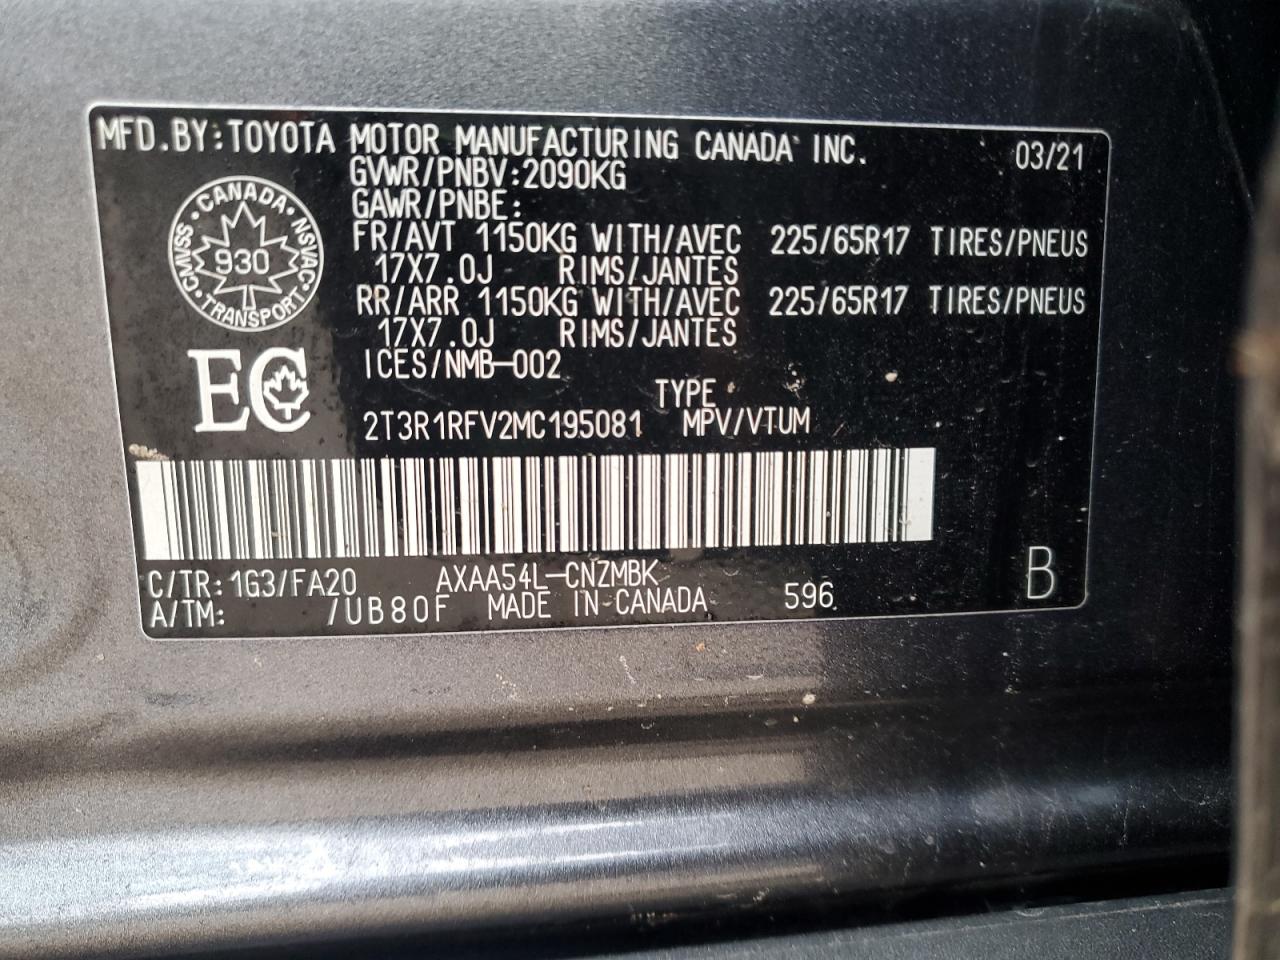 MFD.BY:TOYOTA MOTOR MANUFACTURING CANADA INC. 03/21
GVWR/PNBV:2090KG
GAWR/PNBE:
FR/AVT 1150KG WITH/AVEC 225/65R17 TIRES/PNEUS
17X7.0J RIMS/JANTES
RR/ARR 1150KG WITH/AVEC 225/65R17 TIRES/PNEUS
17X7.0J RIMS/JANTES
ICES/NMB-002
CANADA
CMVSS 930 NSVAC
TRANSPORT
EC
TYPE
2T3R1RFV2MC195081 MPV/VTUM
C/TR: 1G3/FA20 AXAA54L-CNZMBK
A/TM: /UB80F MADE IN CANADA 596
B